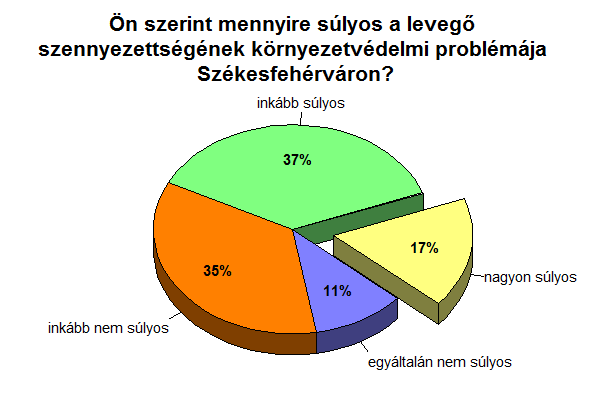 Ön szerint mennyire súlyos a levegő
szennyezettségének környezetvédelmi problémája
Székesfehérváron?
inkább súlyos
37%
17%
nagyon súlyos
35%
11%
inkább nem súlyos
egyáltalán nem súlyos